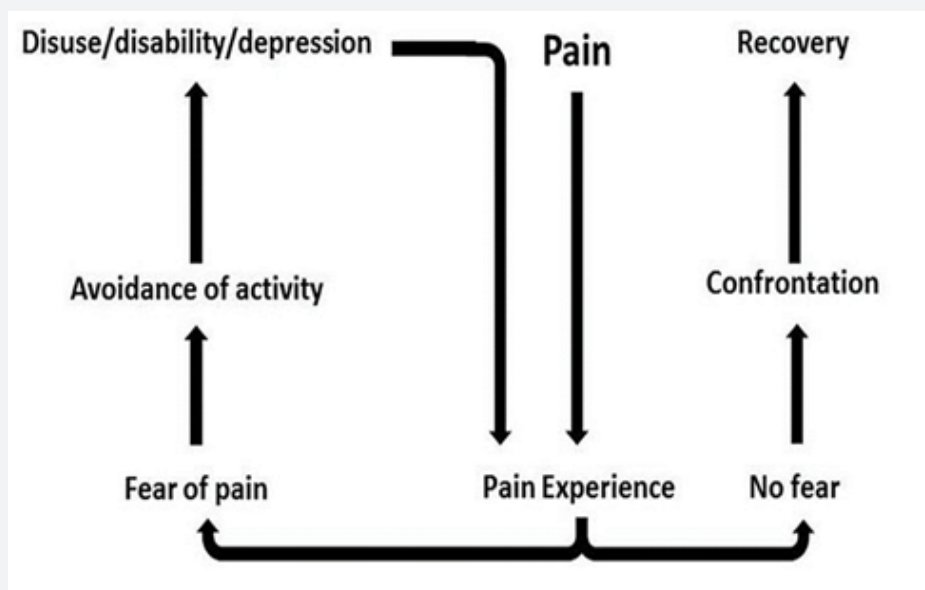 Disuse/disability/depression
Pain
Recovery
Avoidance of activity
Confrontation
Fear of pain
Pain Experience
No fear